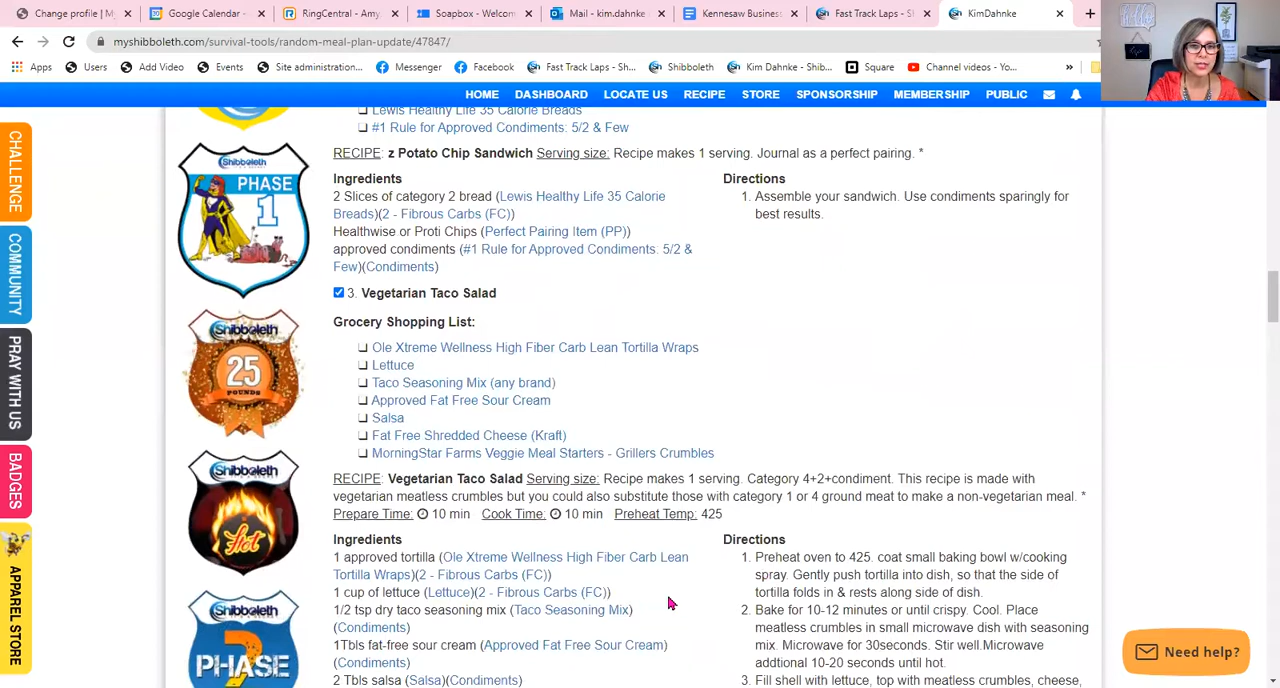 Change profile | M
Google Calendar -
RingCentral - Amy
Soapbox - Welcom
Mail - kim.dahnke
Kennesaw Busines
Fast Track Laps - S
KimDahnke
myshibboleth.com/survival-tools/random-meal-plan-update/47847/
Apps
Users
Add Video
Events
Site administration...
Messenger
Faceb
Fast Track Laps - Sh...
Shibboleth
Kim Dahnke - Shib...
Square
Channel videos - Yo...
»
HOME
DASHBOARD
LOCATE US
RECIPE
STORE
SPONSORSHIP
MEMBERSHIP
PUBLIC
CHALLENGE
COMMUNITY
PRAY WITH US
BADGES
APPAREL STORE
Shibboleth
PHASE
1
Shibboleth
25
POUNDS
Shibboleth
hot
Shibboleth
PHASE
Lewis Healthy Life 35 Calorie Breads
#1 Rule for Approved Condiments: 5/2 & Few
RECIPE: z Potato Chip Sandwich Serving size: Recipe makes 1 serving. Journal as a perfect pairing. *
Ingredients
2 Slices of category 2 bread (Lewis Healthy Life 35 Calorie
Breads)(2 - Fibrous Carbs (FC))
Healthwise or Proti Chips (Perfect Pairing Item (PP))
approved condiments (#1 Rule for Approved Condiments: 5/2 &
Few)(Condiments)
Directions
1. Assemble your sandwich. Use condiments sparingly for
best results.
3. Vegetarian Taco Salad
Grocery Shopping List:
Ole Xtreme Wellness High Fiber Carb Lean Tortilla Wraps
Lettuce
Taco Seasoning Mix (any brand)
Approved Fat Free Sour Cream
Salsa
Fat Free Shredded Cheese (Kraft)
MorningStar Farms Veggie Meal Starters - Grillers Crumbles
RECIPE: Vegetarian Taco Salad Serving size: Recipe makes 1 serving. Category 4+2+condiment. This recipe is made with
vegetarian meatless crumbles but you could also substitute those with category 1 or 4 ground meat to make a non-vegetarian meal. *
Prepare Time: 10 min Cook Time: 10 min Preheat Temp: 425
Ingredients
1 approved tortilla (Ole Xtreme Wellness High Fiber Carb Lean
Tortilla Wraps)(2 - Fibrous Carbs (FC))
1 cup of lettuce (Lettuce)(2 - Fibrous Carbs (FC))
1/2 tsp dry taco seasoning mix (Taco Seasoning Mix)
(Condiments)
1Tbls fat-free sour cream (Approved Fat Free Sour Cream)
(Condiments)
2 Tbls salsa (Salsa)(Condiments)
Directions
1. Preheat oven to 425. coat small baking bowl w/cooking
spray. Gently push tortilla into dish, so that the side of
tortilla folds in & rests along side of dish.
2. Bake for 10-12 minutes or until crispy. Cool. Place
meatless crumbles in small microwave dish with seasoning
mix. Microwave for 30seconds. Stir well.Microwave
addtional 10-20 seconds until hot.
3. Fill shell with lettuce, top with meatless crumbles, cheese,
Need help?